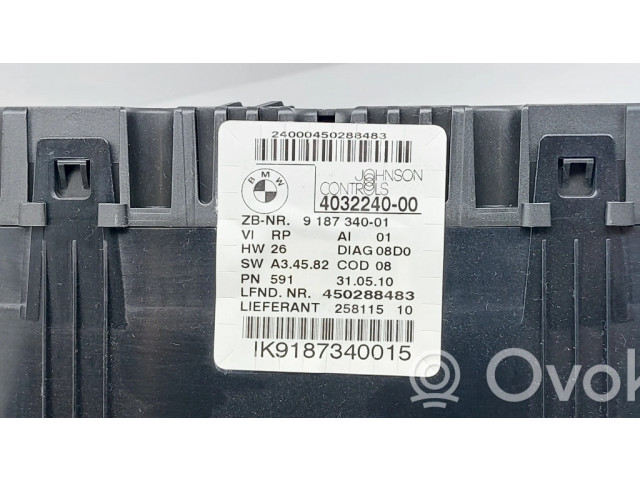 24000450288483
BMW
JOHNSON
CONTROLS
4032240-00
ZB-NR. 9 187 340-01
VI RP AI 01
HW 26 DIAG 08D0
SW A3.45.82 COD 08
PN 591 31.05.10
LFND. NR. 450288483
LIEFERANT 258115 10
IK9187340015
Ovoko